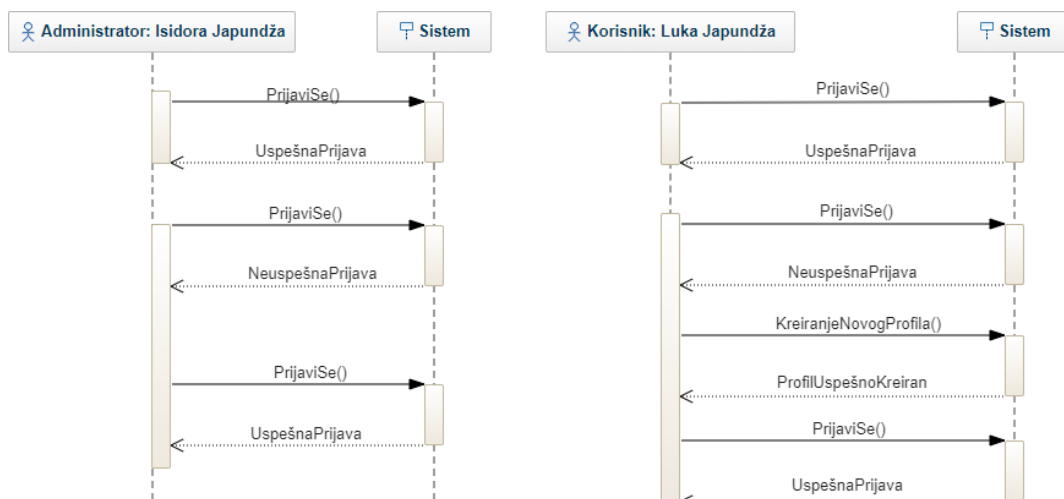 Administrator: Isidora Japundža
Sistem
PrijaviSe()
UspešnaPrijava
PrijaviSe()
NeuspešnaPrijava
PrijaviSe()
UspešnaPrijava
Korisnik: Luka Japundža
Sistem
PrijaviSe()
UspešnaPrijava
PrijaviSe()
NeuspešnaPrijava
KreiranjeNovogProfila()
ProfilUspešnoKreiran
PrijaviSe()
UspešnaPrijava